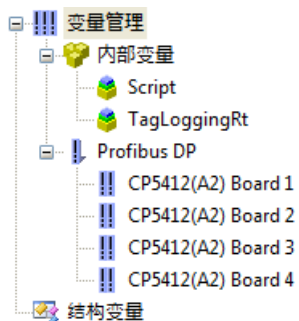 变量管理
内部变量
Script
TagLoggingRt
Profibus DP
CP5412(A2) Board 1
CP5412(A2) Board 2
CP5412(A2) Board 3
CP5412(A2) Board 4
结构变量